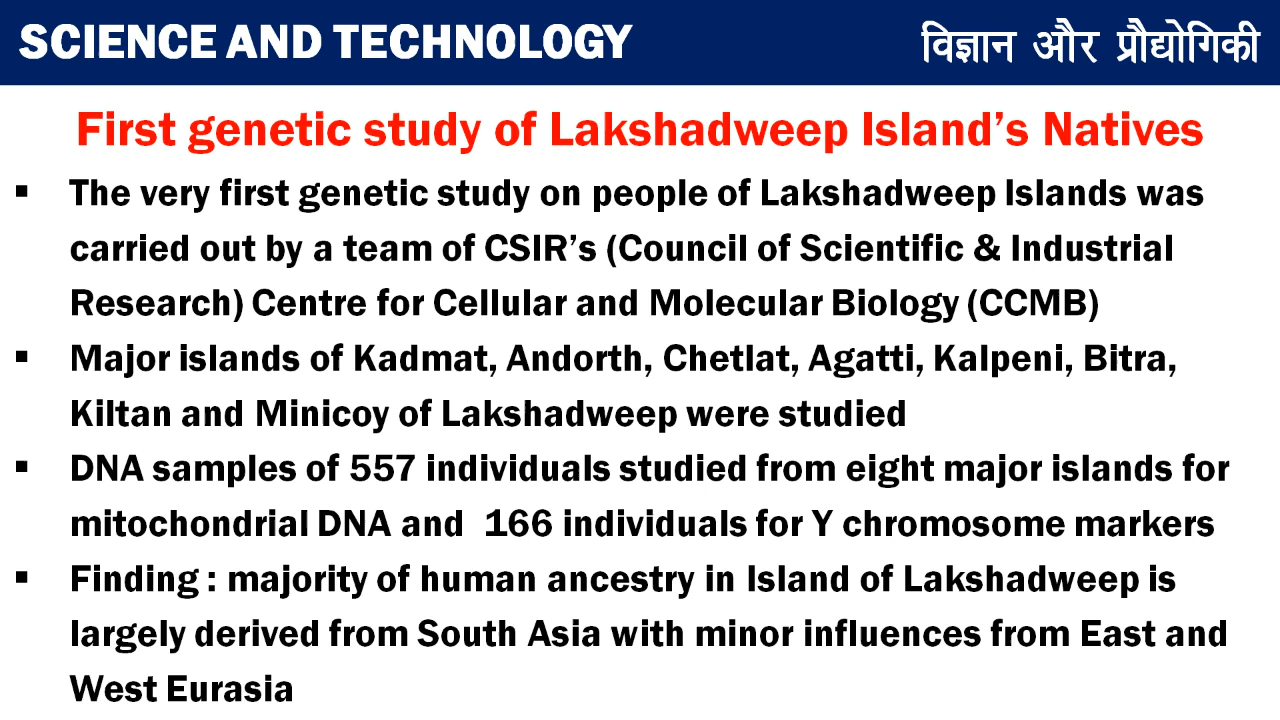 SCIENCE AND TECHNOLOGY
विज्ञान और प्रौद्योगिकी
First genetic study of Lakshadweep Island’s Natives
▪ The very first genetic study on people of Lakshadweep Islands was
carried out by a team of CSIR’s (Council of Scientific & Industrial
Research) Centre for Cellular and Molecular Biology (CCMB)
▪ Major islands of Kadmat, Andorth, Chetlat, Agatti, Kalpeni, Bitra,
Kiltan and Minicoy of Lakshadweep were studied
▪ DNA samples of 557 individuals studied from eight major islands for
mitochondrial DNA and 166 individuals for Y chromosome markers
▪ Finding : majority of human ancestry in Island of Lakshadweep is
largely derived from South Asia with minor influences from East and
West Eurasia